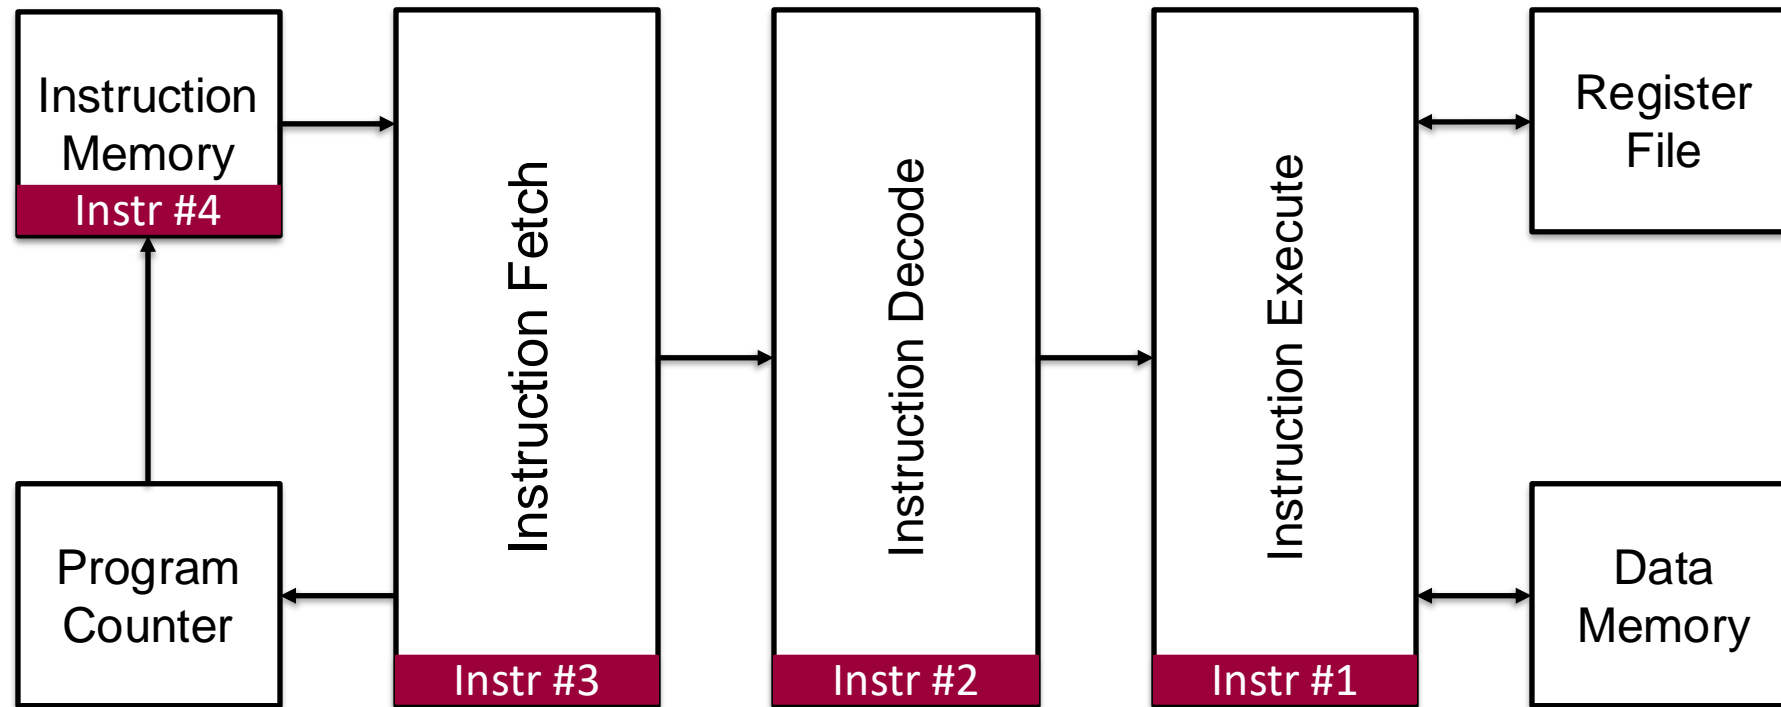 Instruction
Memory
Instr #4
Program
Counter
Instruction Fetch
Instr #3
Instruction Decode
Instr #2
Instruction Execute
Instr #1
Register
File
Data
Memory